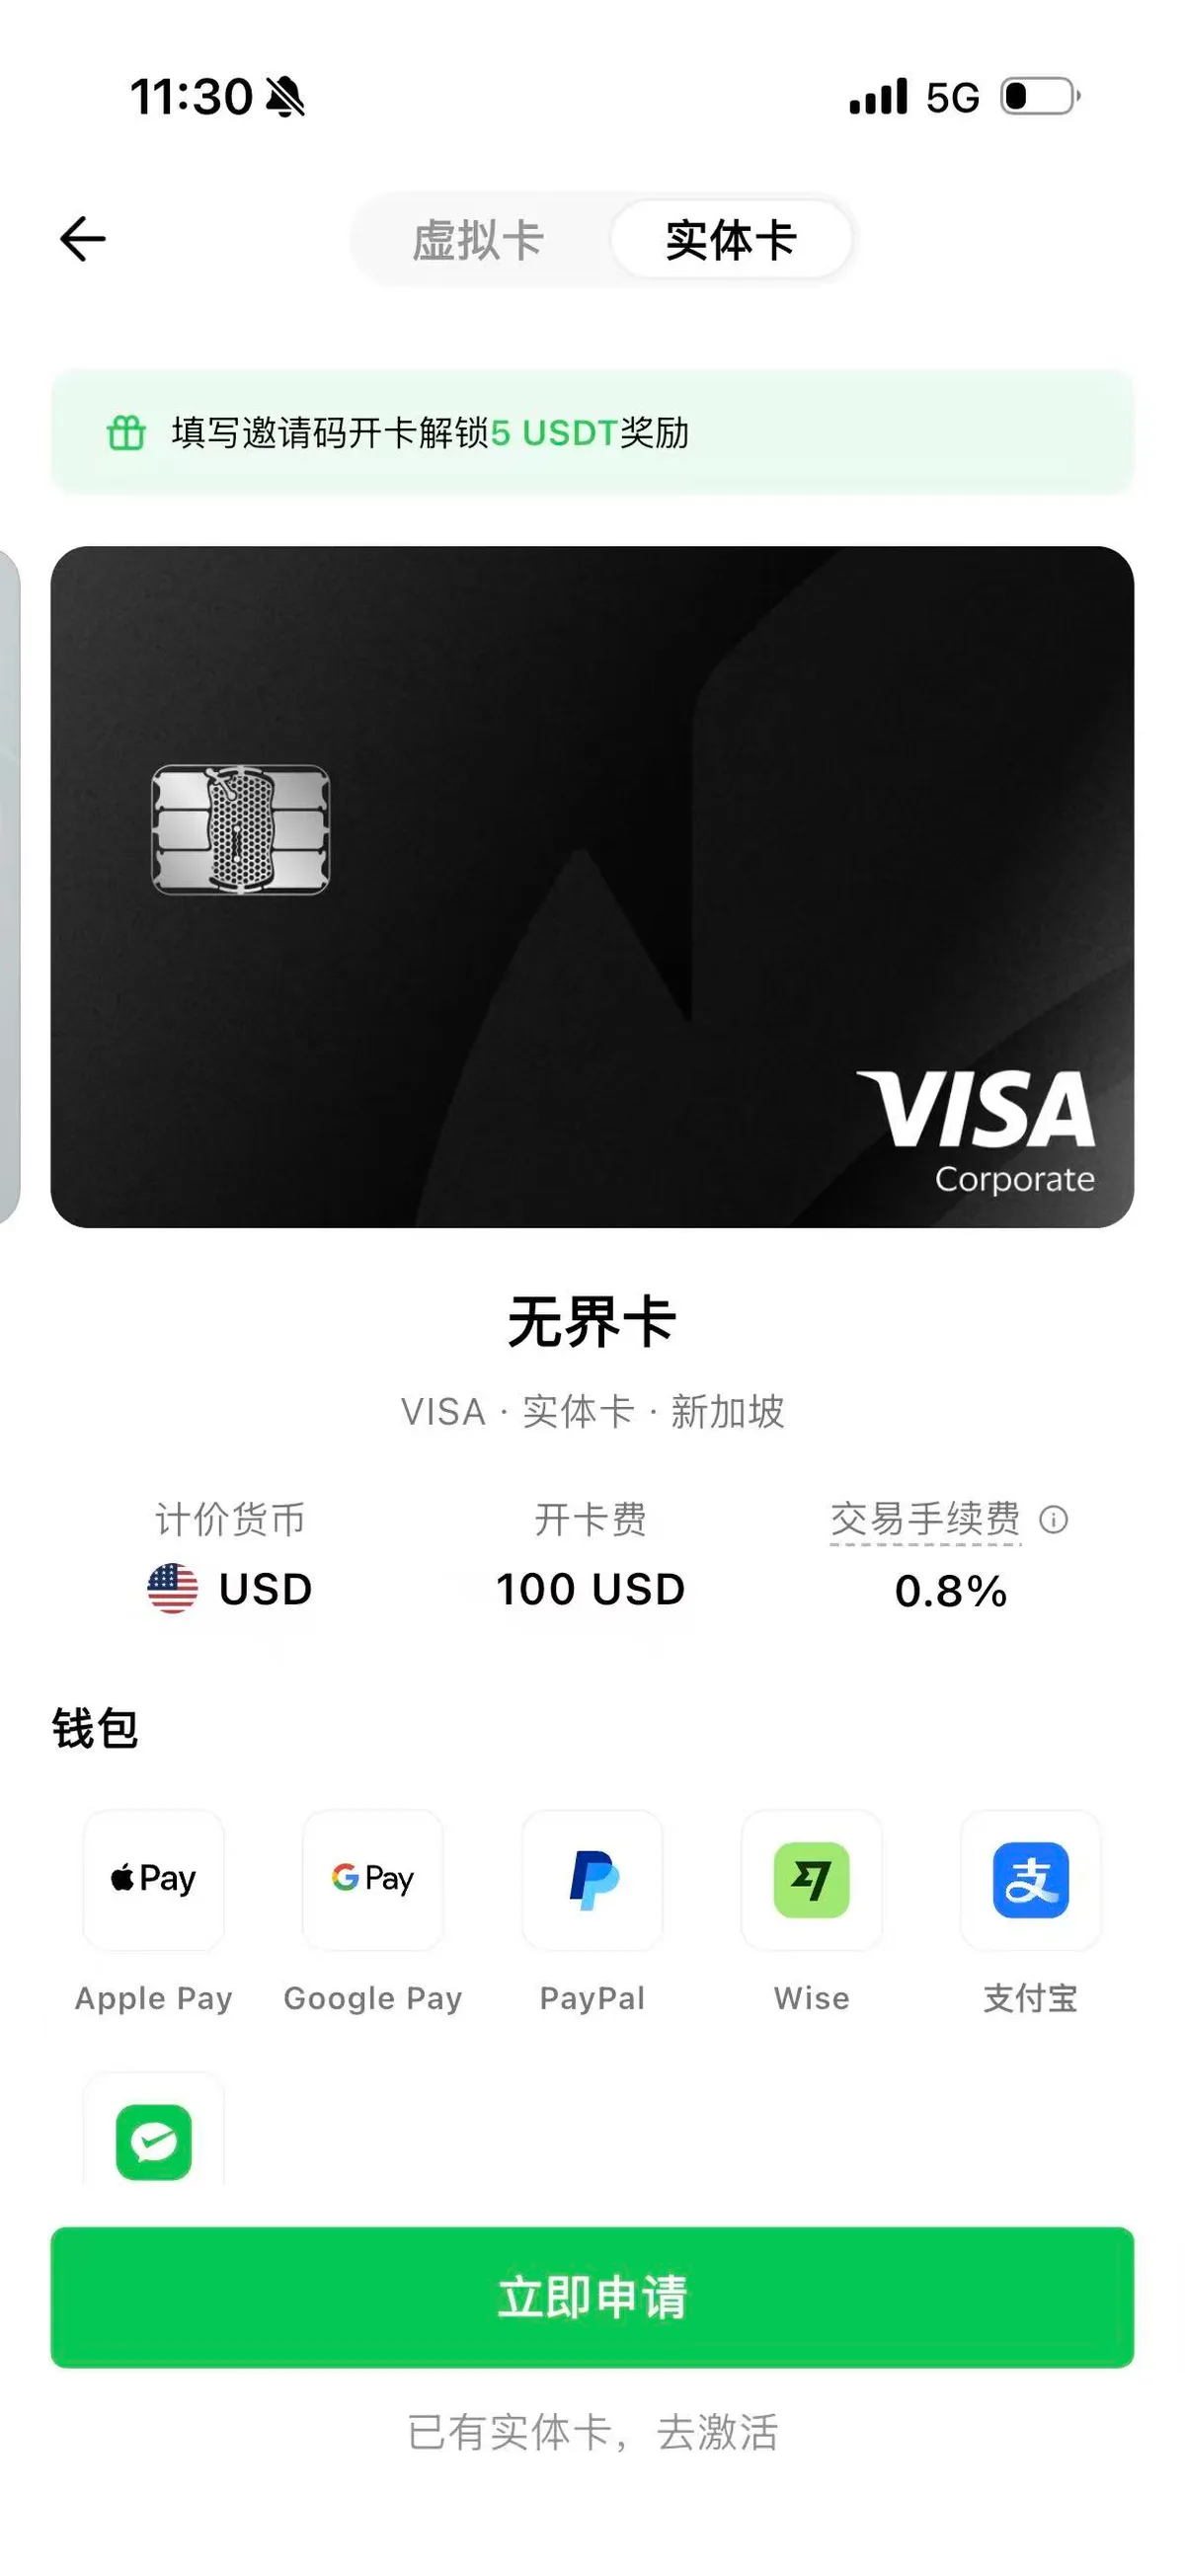 11:30 5G
虚拟卡 实体卡
填写邀请码开卡解锁5 USDT奖励
VISA
Corporate
无界卡
VISA · 实体卡 · 新加坡
计价货币 开卡费 交易手续费
USD 100 USD 0.8%
钱包
Pay G Pay 支
Apple Pay Google Pay PayPal Wise 支付宝
立即申请
已有实体卡，去激活